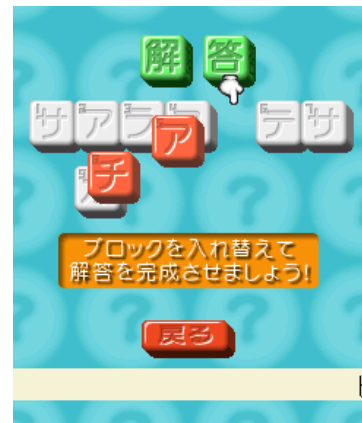 解答
サアラア テサ
チ
ブロックを入れ替えて
解答を完成させましょう!
戻る